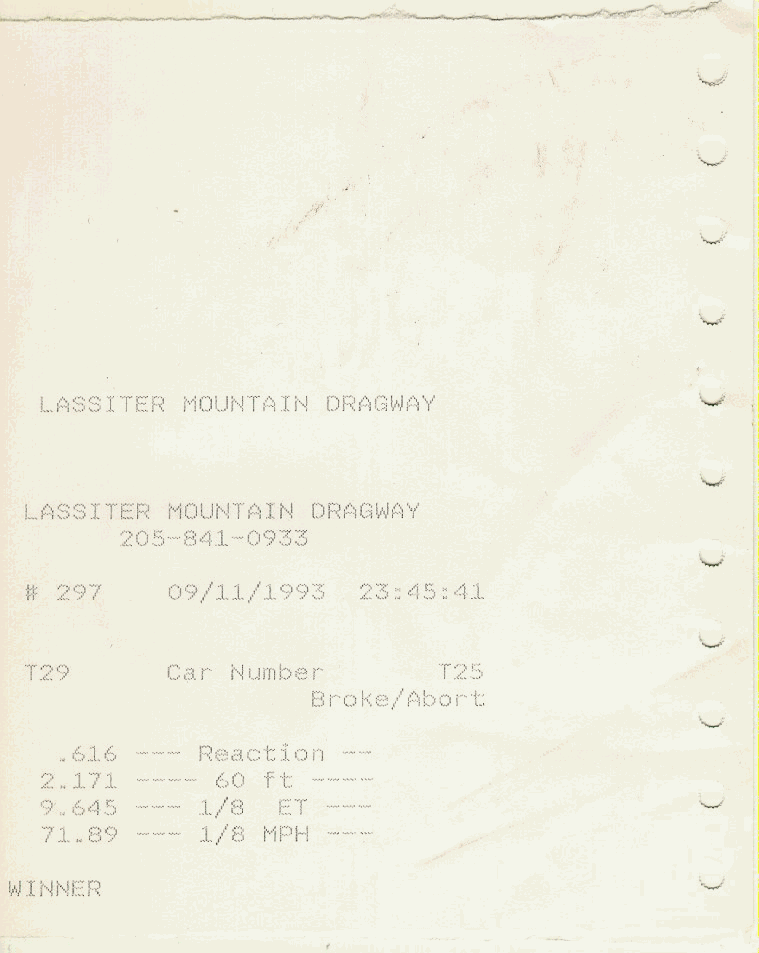 LASSITER MOUNTAIN DRAGWAY
LASSITER MOUNTAIN DRAGWAY
205-841-0933
# 297 09/11/1993 23:45:41
T29 Car Number T25
Broke/Abort
.616 --- Reaction --
2.171 ---- 60 ft ----
9.645 --- 1/8 ET ---
71.89 --- 1/8 MPH ---
WINNER